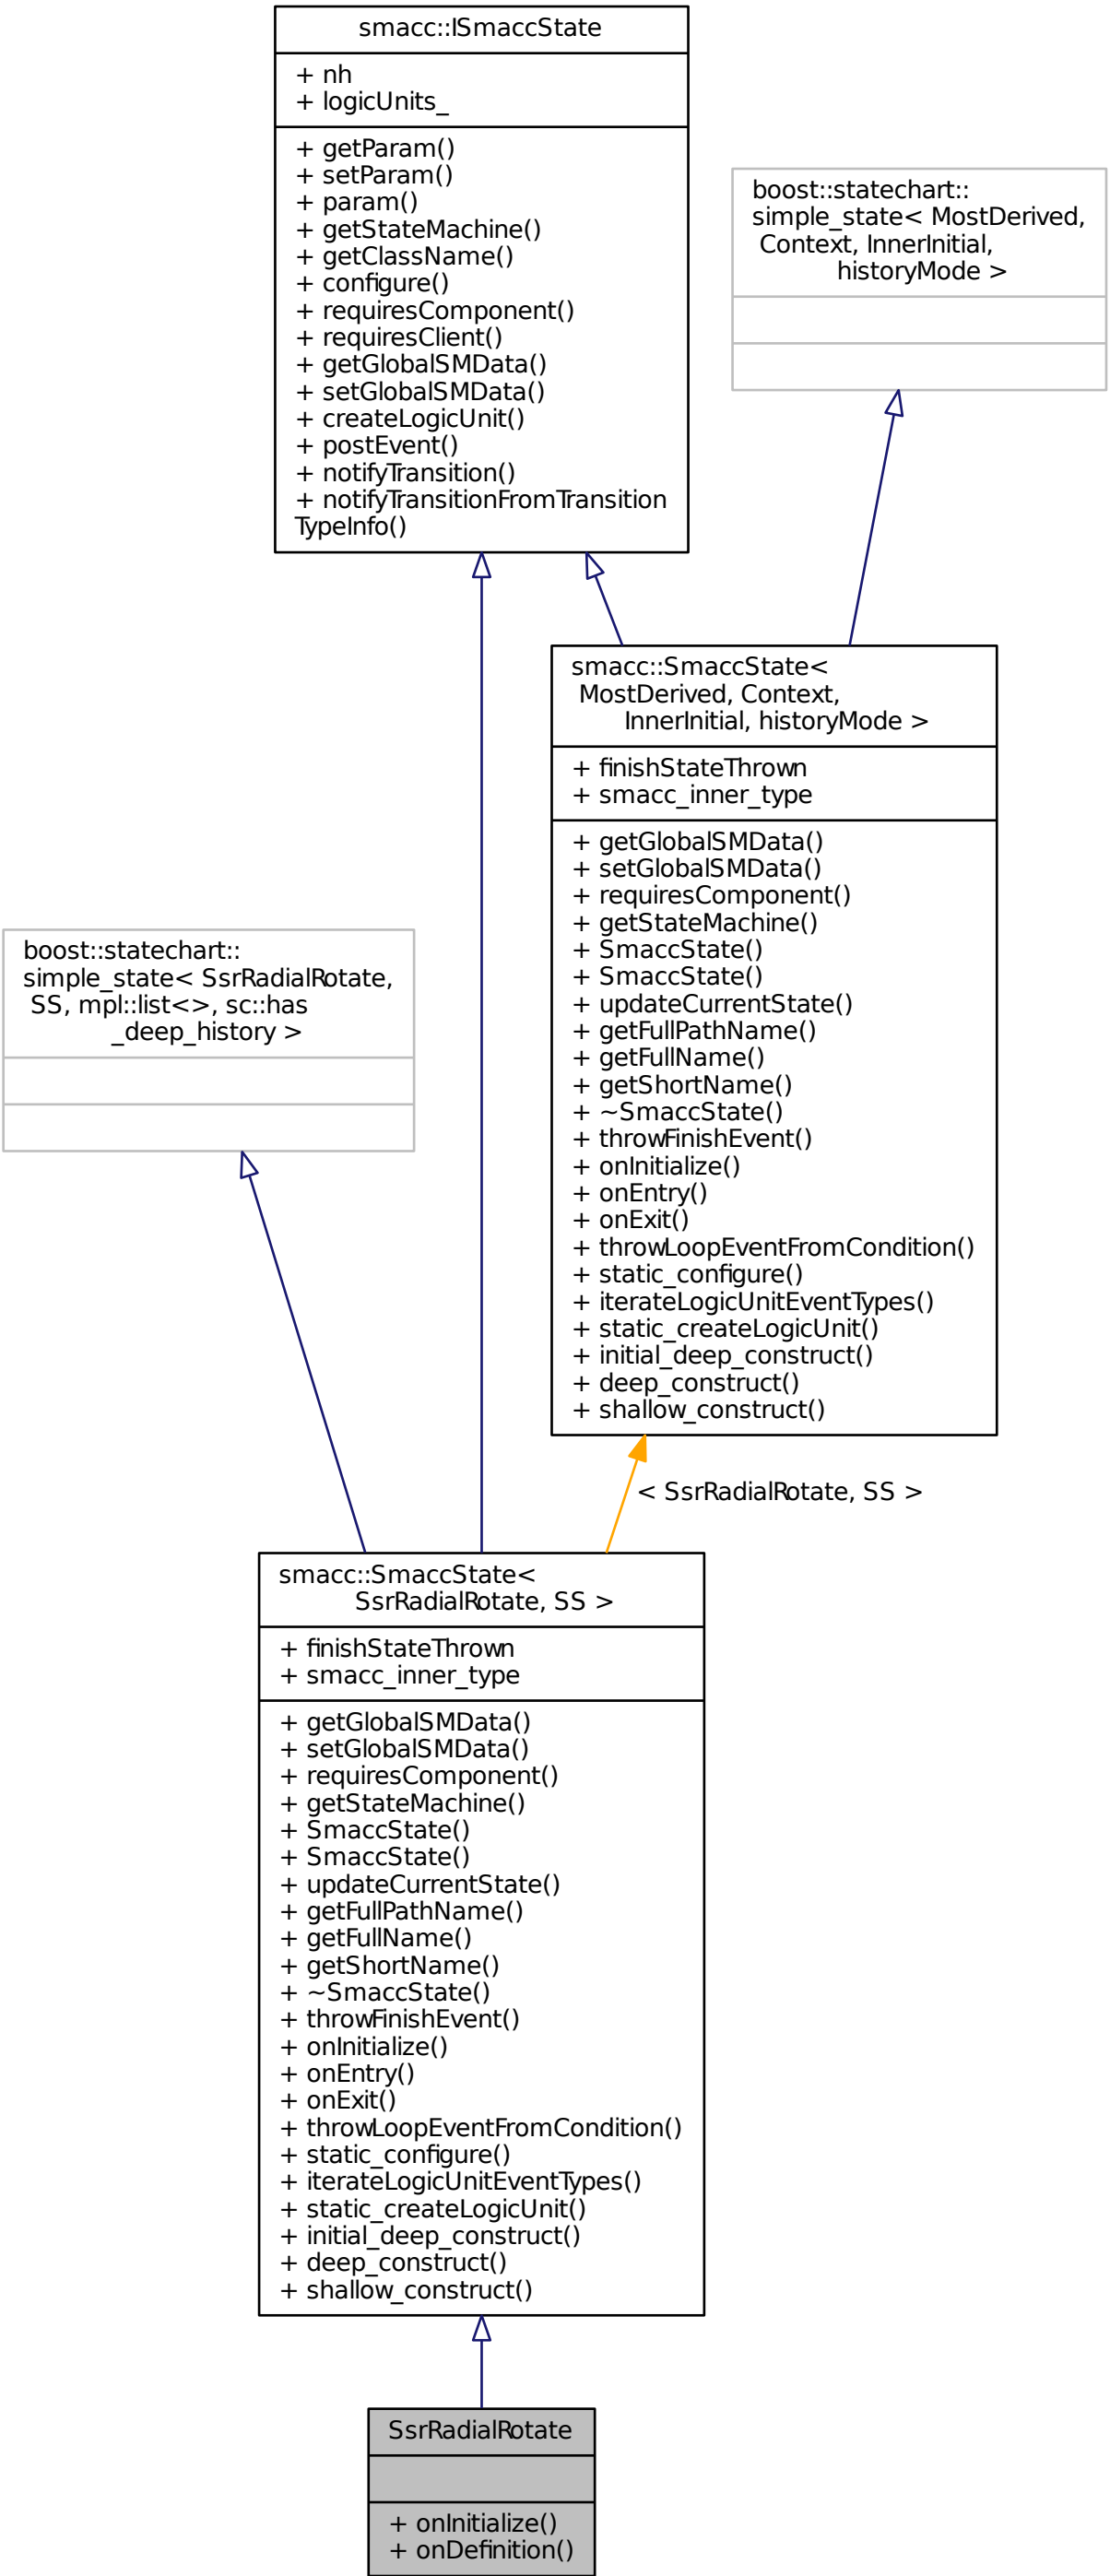 smacc::ISmaccState
+ nh
+ logicUnits_
+ getParam()
+ setParam()
+ param()
+ getStateMachine()
+ getClassName()
+ configure()
+ requiresComponent()
+ requiresClient()
+ getGlobalSMData()
+ setGlobalSMData()
+ createLogicUnit()
+ postEvent()
+ notifyTransition()
+ notifyTransitionFromTransition
TypeInfo()
boost::statechart::
simple_state< MostDerived,
Context, InnerInitial,
historyMode >
smacc::SmaccState<
MostDerived, Context,
InnerInitial, historyMode >
+ finishStateThrown
+ smacc_inner_type
+ getGlobalSMData()
+ setGlobalSMData()
+ requiresComponent()
+ getStateMachine()
+ SmaccState()
+ SmaccState()
+ updateCurrentState()
+ getFullPathName()
+ getFullName()
+ getShortName()
+ ~SmaccState()
+ throwFinishEvent()
+ onInitialize()
+ onEntry()
+ onExit()
+ throwLoopEventFromCondition()
+ static_configure()
+ iterateLogicUnitEventTypes()
+ static_createLogicUnit()
+ initial_deep_construct()
+ deep_construct()
+ shallow_construct()
boost::statechart::
simple_state< SsrRadialRotate,
SS, mpl::list<>, sc::has
_deep_history >
< SsrRadialRotate, SS >
smacc::SmaccState<
SsrRadialRotate, SS >
+ finishStateThrown
+ smacc_inner_type
+ getGlobalSMData()
+ setGlobalSMData()
+ requiresComponent()
+ getStateMachine()
+ SmaccState()
+ SmaccState()
+ updateCurrentState()
+ getFullPathName()
+ getFullName()
+ getShortName()
+ ~SmaccState()
+ throwFinishEvent()
+ onInitialize()
+ onEntry()
+ onExit()
+ throwLoopEventFromCondition()
+ static_configure()
+ iterateLogicUnitEventTypes()
+ static_createLogicUnit()
+ initial_deep_construct()
+ deep_construct()
+ shallow_construct()
SsrRadialRotate
+ onInitialize()
+ onDefinition()